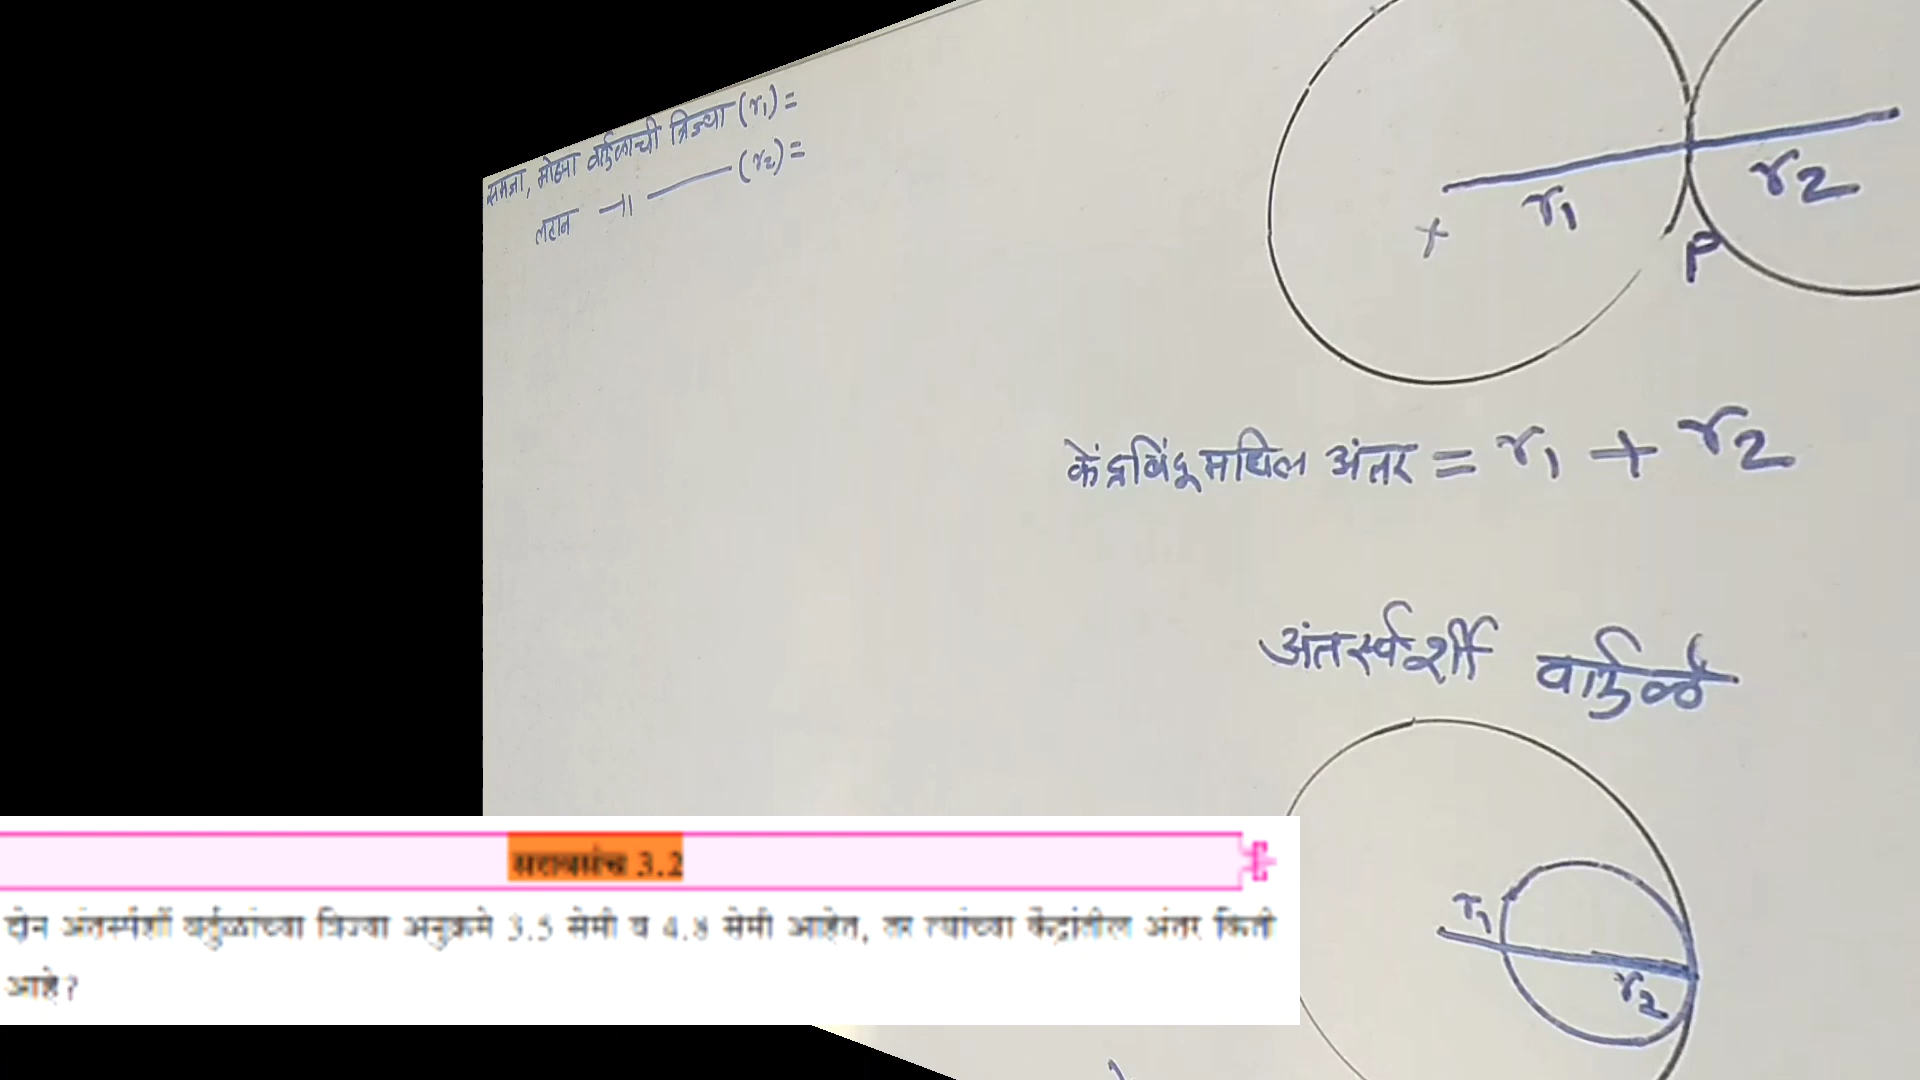 समजा, मोठ्या वर्तुळाची त्रिज्या (r₁) =
लहान —॥ ——— (r₂) =
r₁
r₂
P
केंद्रबिंदूमधिल अंतर = r₁ + r₂
अंतर्स्पर्शी वर्तुळे
r₁
r₂
सरावसंच 3.2
दोन अंतर्स्पर्शी वर्तुळांच्या त्रिज्या अनुक्रमे 3.5 सेमी व 4.8 सेमी आहेत, तर त्यांच्या केंद्रांतील अंतर किती
आहे?